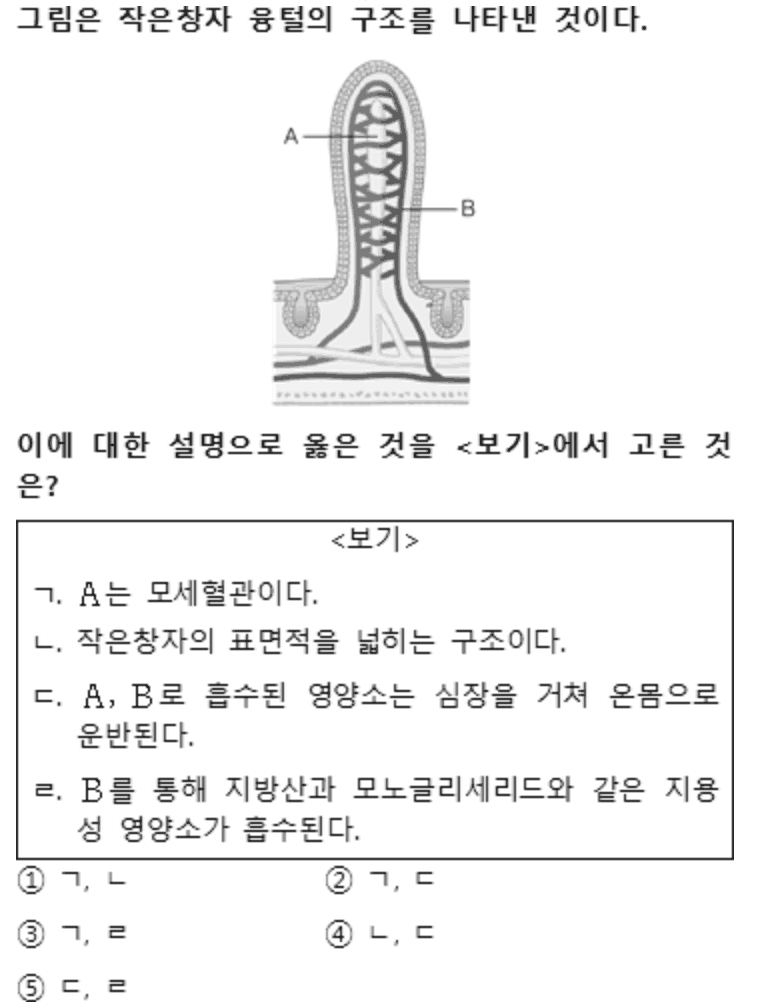 그림은 작은창자 융털의 구조를 나타낸 것이다.
A
B
이에 대한 설명으로 옳은 것을 <보기>에서 고른 것
은?
<보기>
ㄱ. A는 모세혈관이다.
ㄴ. 작은창자의 표면적을 넓히는 구조이다.
ㄷ. A, B로 흡수된 영양소는 심장을 거쳐 온몸으로
운반된다.
ㄹ. B를 통해 지방산과 모노글리세리드와 같은 지용
성 영양소가 흡수된다.
① ㄱ, ㄴ ② ㄱ, ㄷ
③ ㄱ, ㄹ ④ ㄴ, ㄷ
⑤ ㄷ, ㄹ